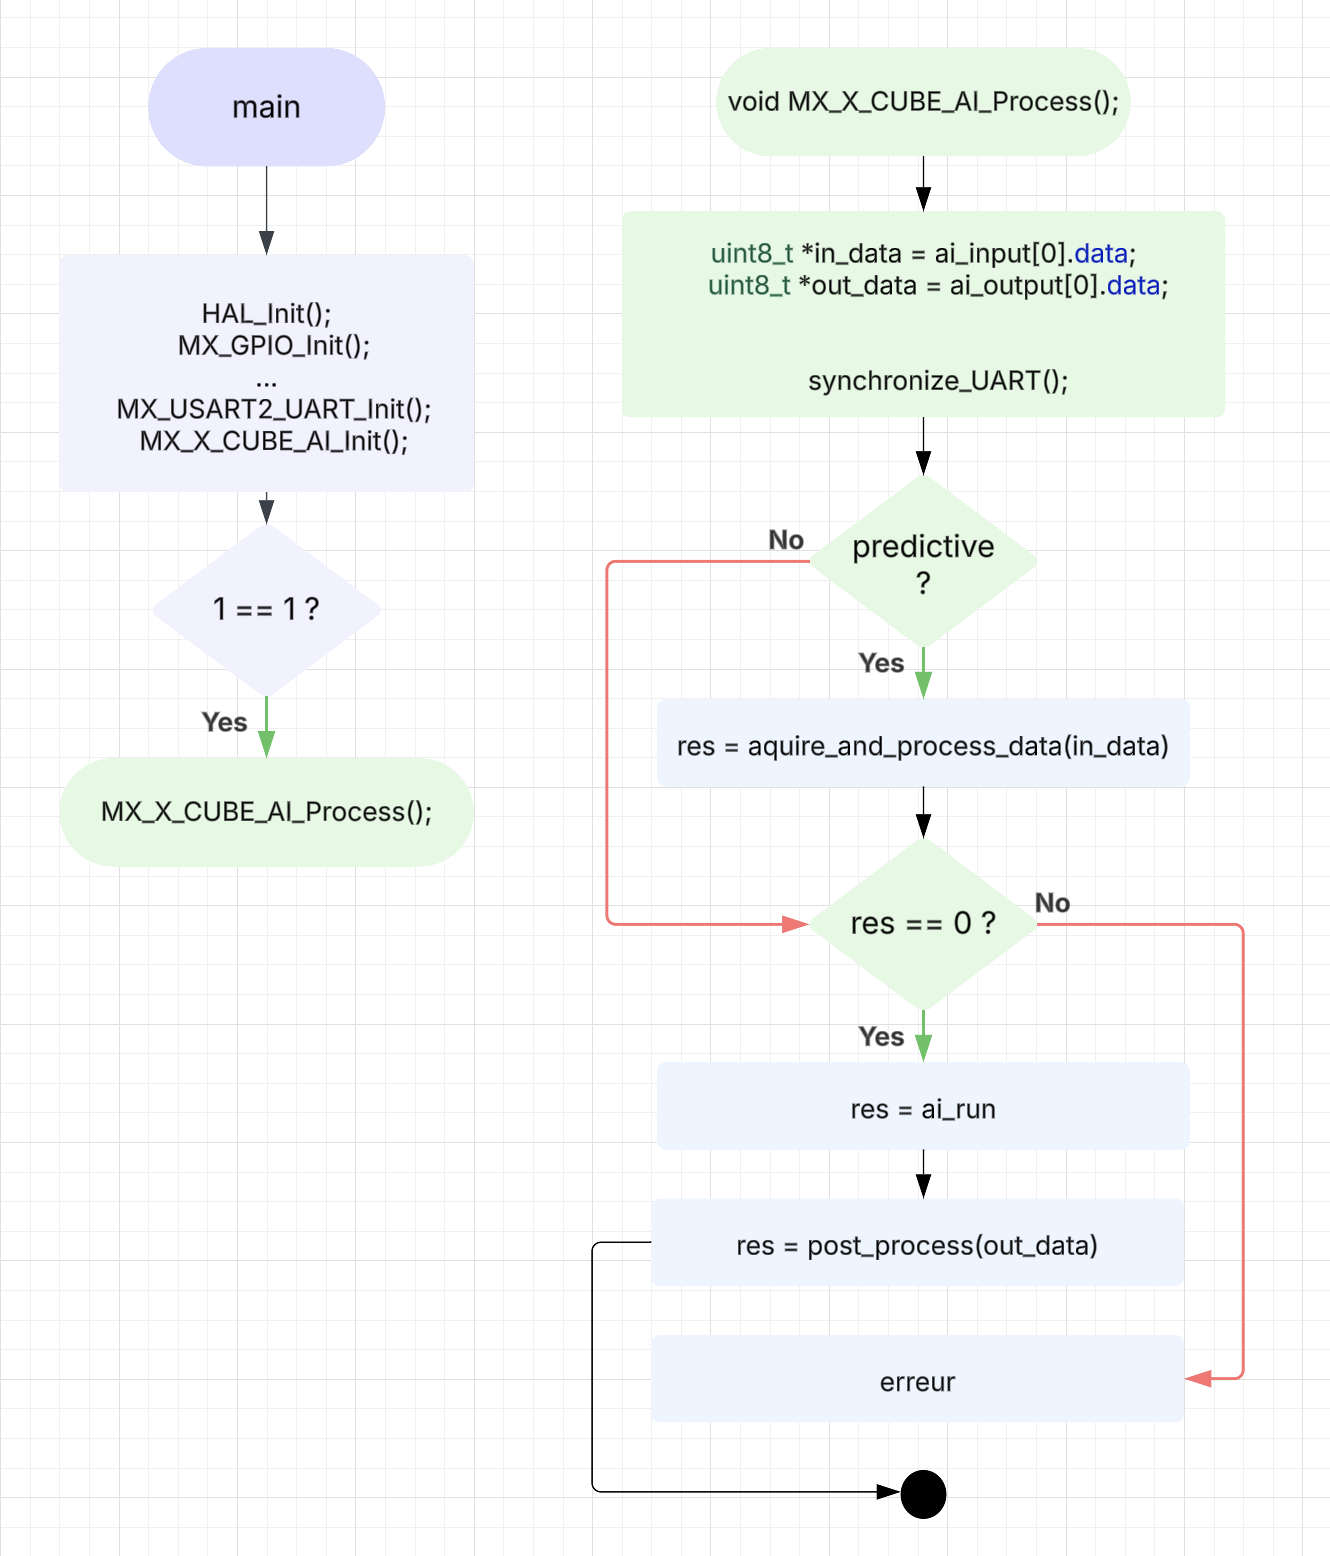 main
HAL_Init();
MX_GPIO_Init();
...
MX_USART2_UART_Init();
MX_X_CUBE_AI_Init();
1 == 1 ?
Yes
MX_X_CUBE_AI_Process();
void MX_X_CUBE_AI_Process();
uint8_t *in_data = ai_input[0].data;
uint8_t *out_data = ai_output[0].data;
synchronize_UART();
predictive
?
No
Yes
res = aquire_and_process_data(in_data)
res == 0 ?
No
Yes
res = ai_run
res = post_process(out_data)
erreur